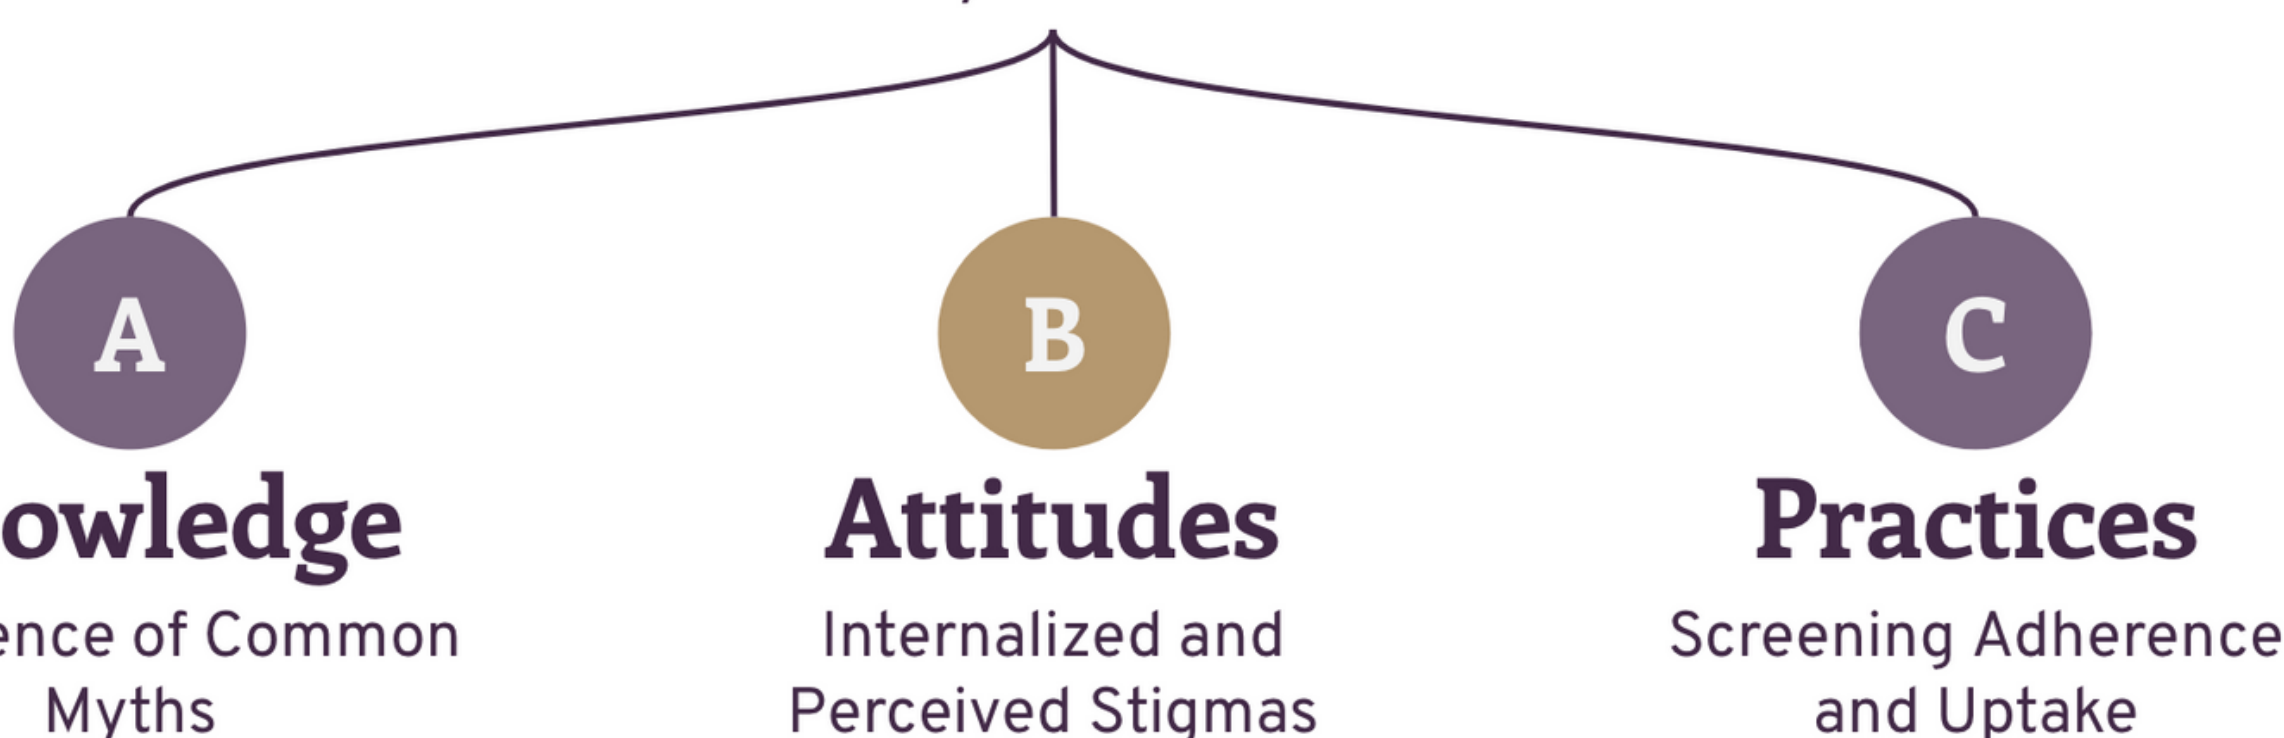 A
B
C
owledge
Attitudes
Practices
ence of Common
Myths
Internalized and
Perceived Stigmas
Screening Adherence
and Uptake